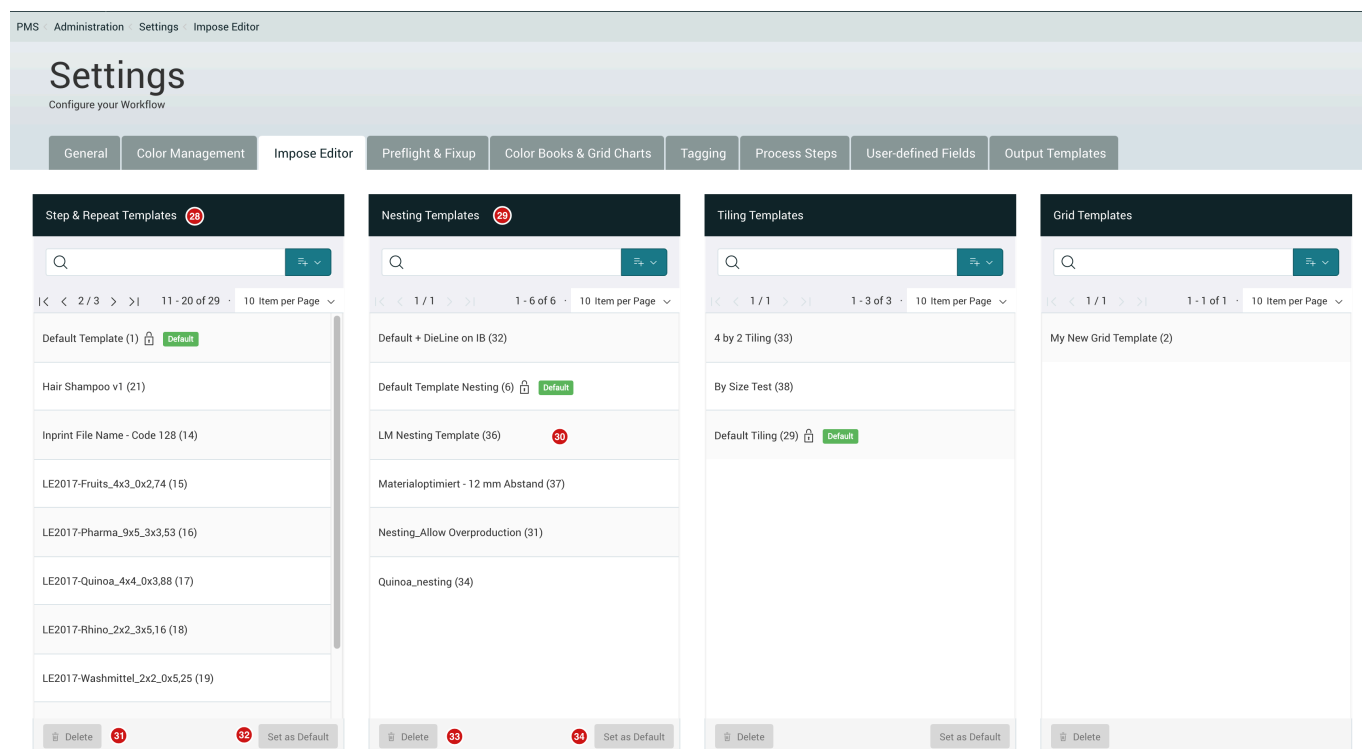 PMS Administration Settings Impose Editor
Settings
Configure your Workflow
General Color Management Impose Editor Preflight & Fixup Color Books & Grid Charts Tagging Process Steps User-defined Fields Output Templates
Step & Repeat Templates 28
2 / 3 11 - 20 of 29 · 10 Item per Page
Default Template (1) Default
Hair Shampoo v1 (21)
Inprint File Name - Code 128 (14)
LE2017-Fruits_4x3_0x2,74 (15)
LE2017-Pharma_9x5_3x3,53 (16)
LE2017-Quinoa_4x4_0x3,88 (17)
LE2017-Rhino_2x2_3x5,16 (18)
LE2017-Washmittel_2x2_0x5,25 (19)
Delete 31 32 Set as Default
Nesting Templates 29
1 / 1 1 - 6 of 6 · 10 Item per Page
Default + DieLine on IB (32)
Default Template Nesting (6) Default
LM Nesting Template (36) 30
Materialoptimiert - 12 mm Abstand (37)
Nesting_Allow Overproduction (31)
Quinoa_nesting (34)
Delete 33 34 Set as Default
Tiling Templates
1 / 1 1 - 3 of 3 · 10 Item per Page
4 by 2 Tiling (33)
By Size Test (38)
Default Tiling (29) Default
Delete Set as Default
Grid Templates
1 / 1 1 - 1 of 1 · 10 Item per Page
My New Grid Template (2)
Delete